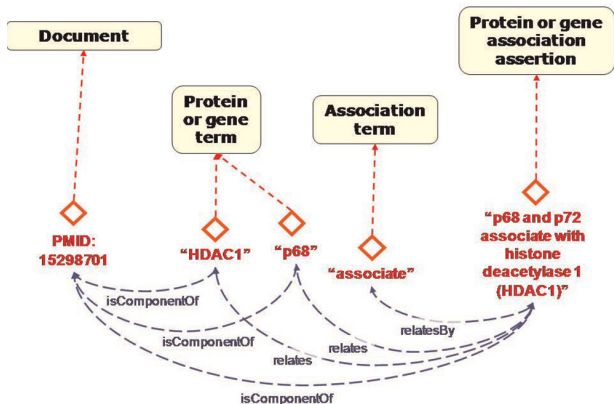 Document
Protein or gene
association
assertion
Protein
or gene
term
Association
term
PMID:
15298701
“HDAC1”
“p68”
“associate”
“p68 and p72
associate with
histone
deacetylase 1
(HDAC1)”
isComponentOf
isComponentOf
relates
relates
relatesBy
isComponentOf